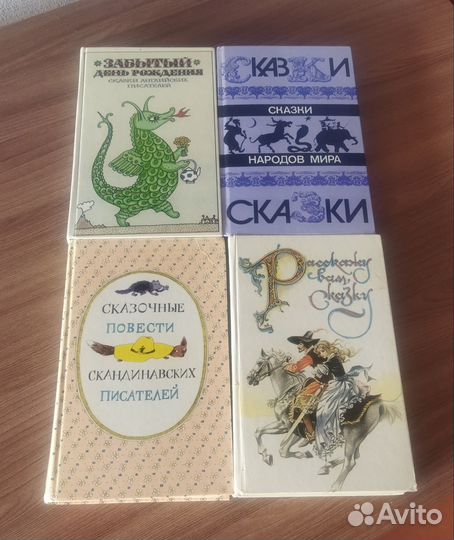 ЗАБЫТЫЙ
ДЕНЬ РОЖДЕНИЯ
СКАЗКИ АНГЛИЙСКИХ
ПИСАТЕЛЕЙ
СКАЗКИ
СКАЗКИ
НАРОДОВ МИРА
СКАЗКИ
СКАЗОЧНЫЕ
ПОВЕСТИ
СКАНДИНАВСКИХ
ПИСАТЕЛЕЙ
Расскажу
вам
сказку
Avito